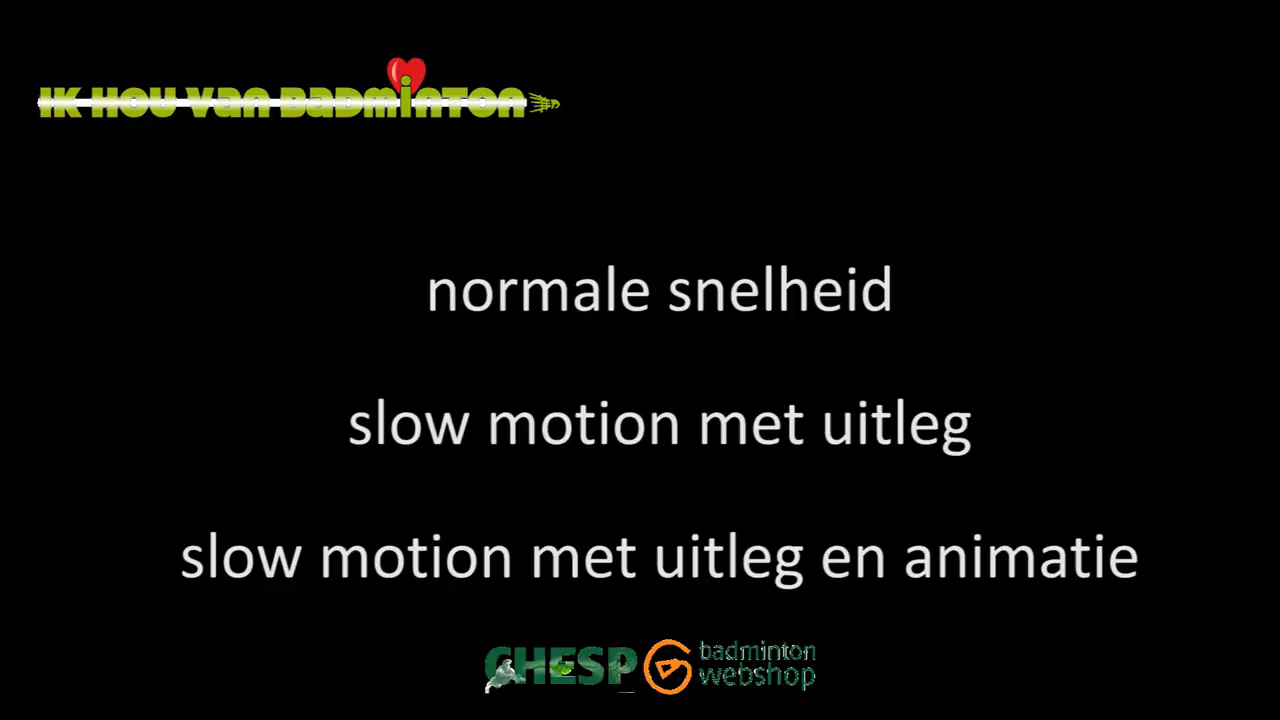 IK HOU van BaDminTon
normale snelheid
slow motion met uitleg
slow motion met uitleg en animatie
CHESP badminton
webshop